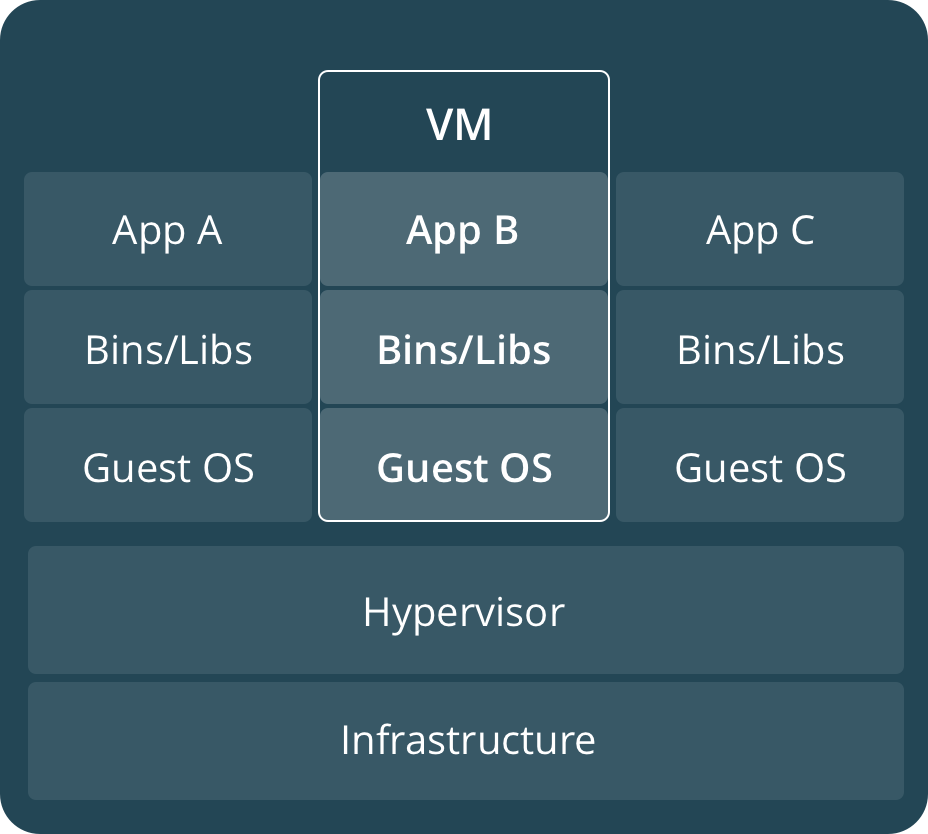 VM
App A
App B
App C
Bins/Libs
Bins/Libs
Bins/Libs
Guest OS
Guest OS
Guest OS
Hypervisor
Infrastructure